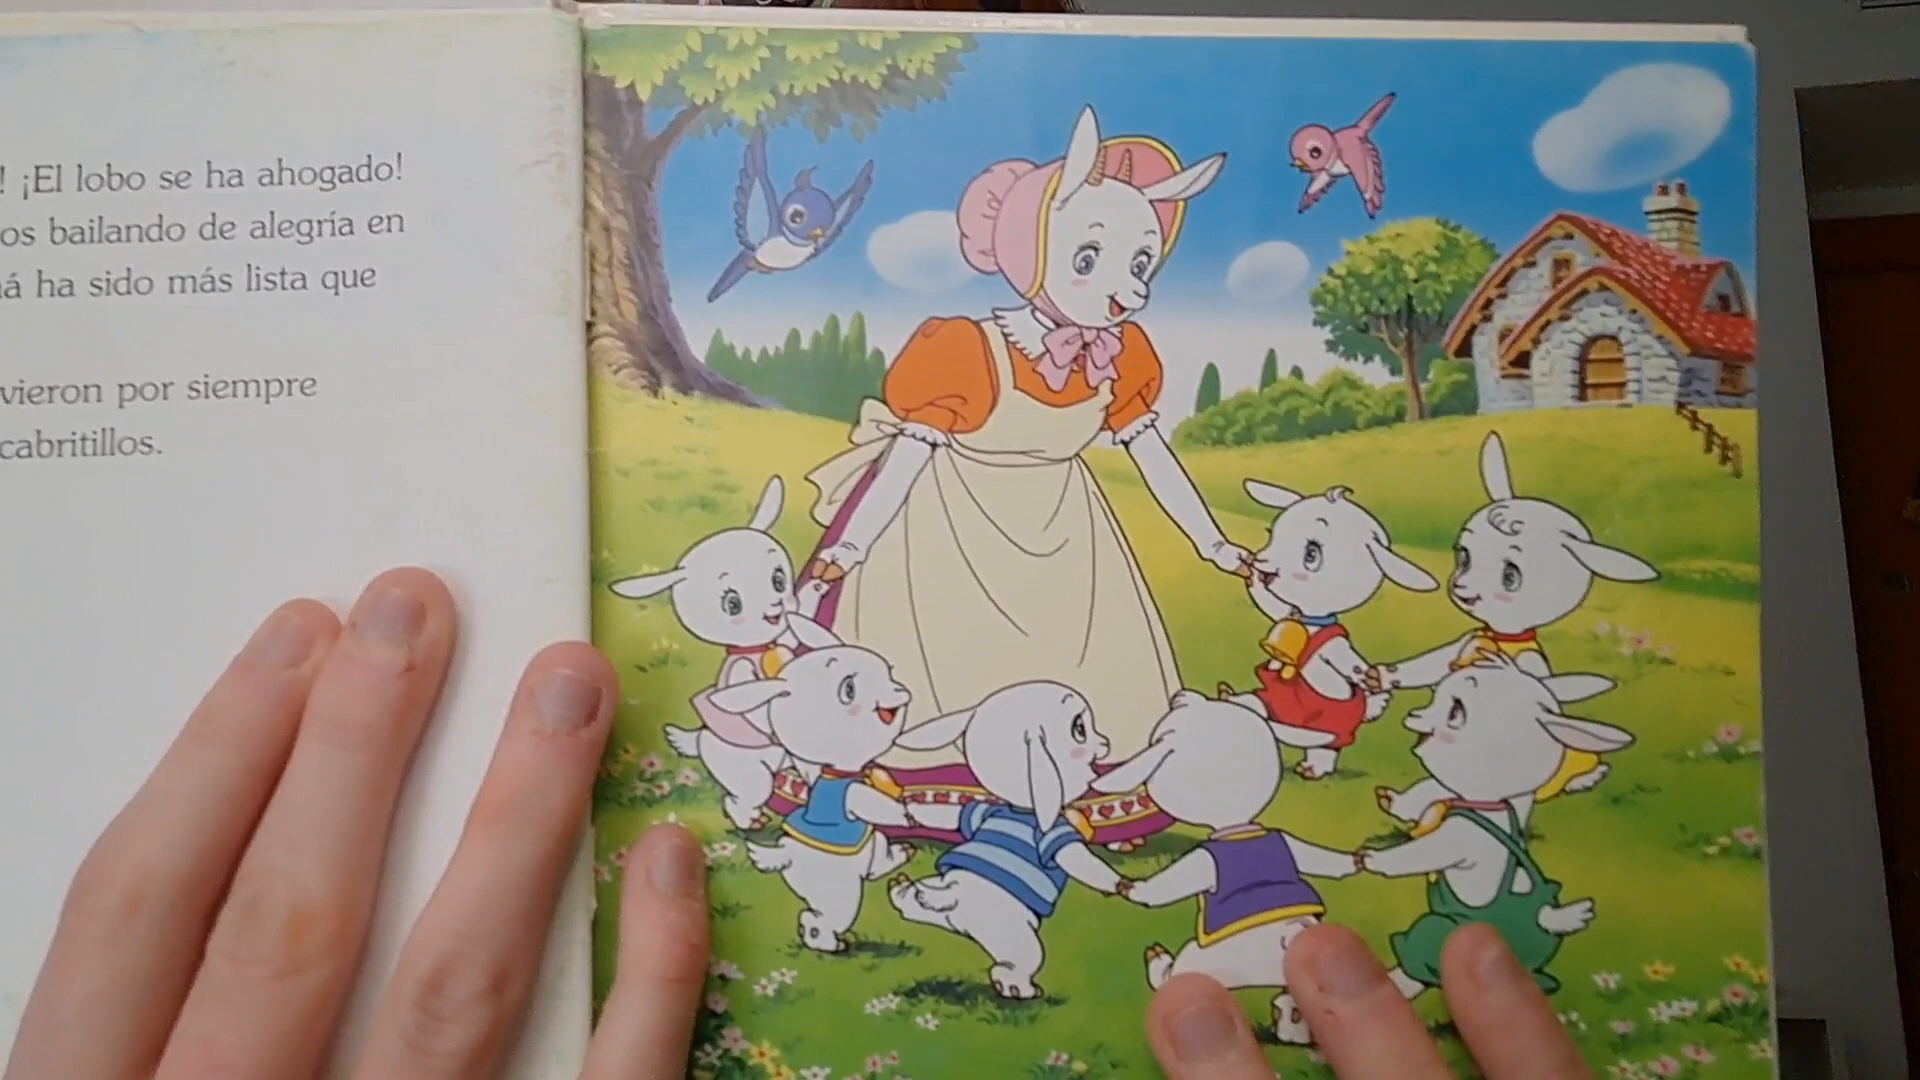 ! ¡El lobo se ha ahogado!
os bailando de alegría en
á ha sido más lista que
vieron por siempre
cabritillos.